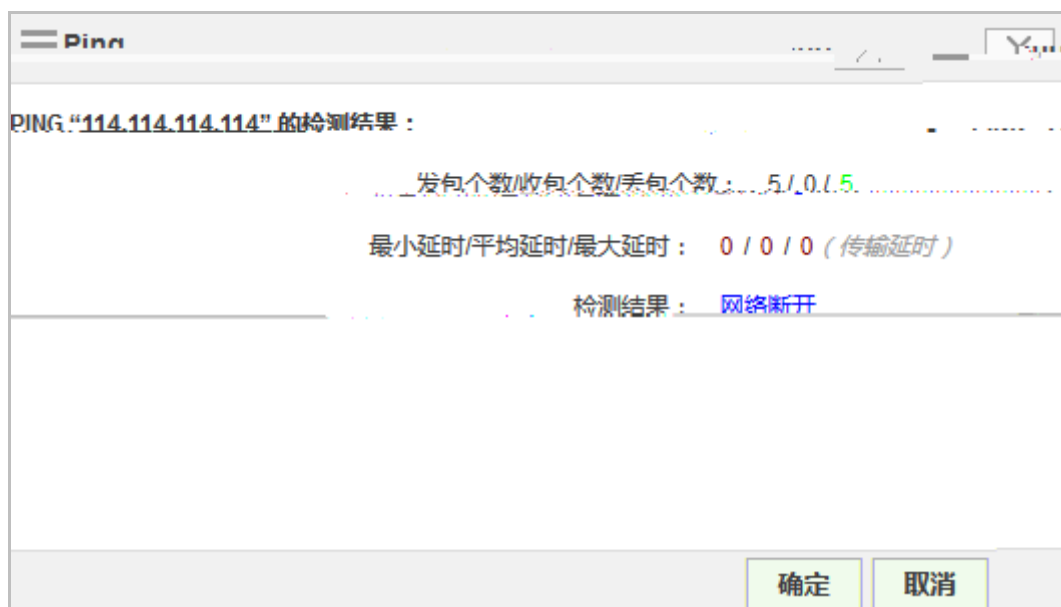 Ping
PING “114.114.114.114” 的检测结果：
发包个数/收包个数/丢包个数： 5 / 0 / 5
最小延时/平均延时/最大延时： 0 / 0 / 0 (传输延时)
检测结果： 网络断开
确定 取消